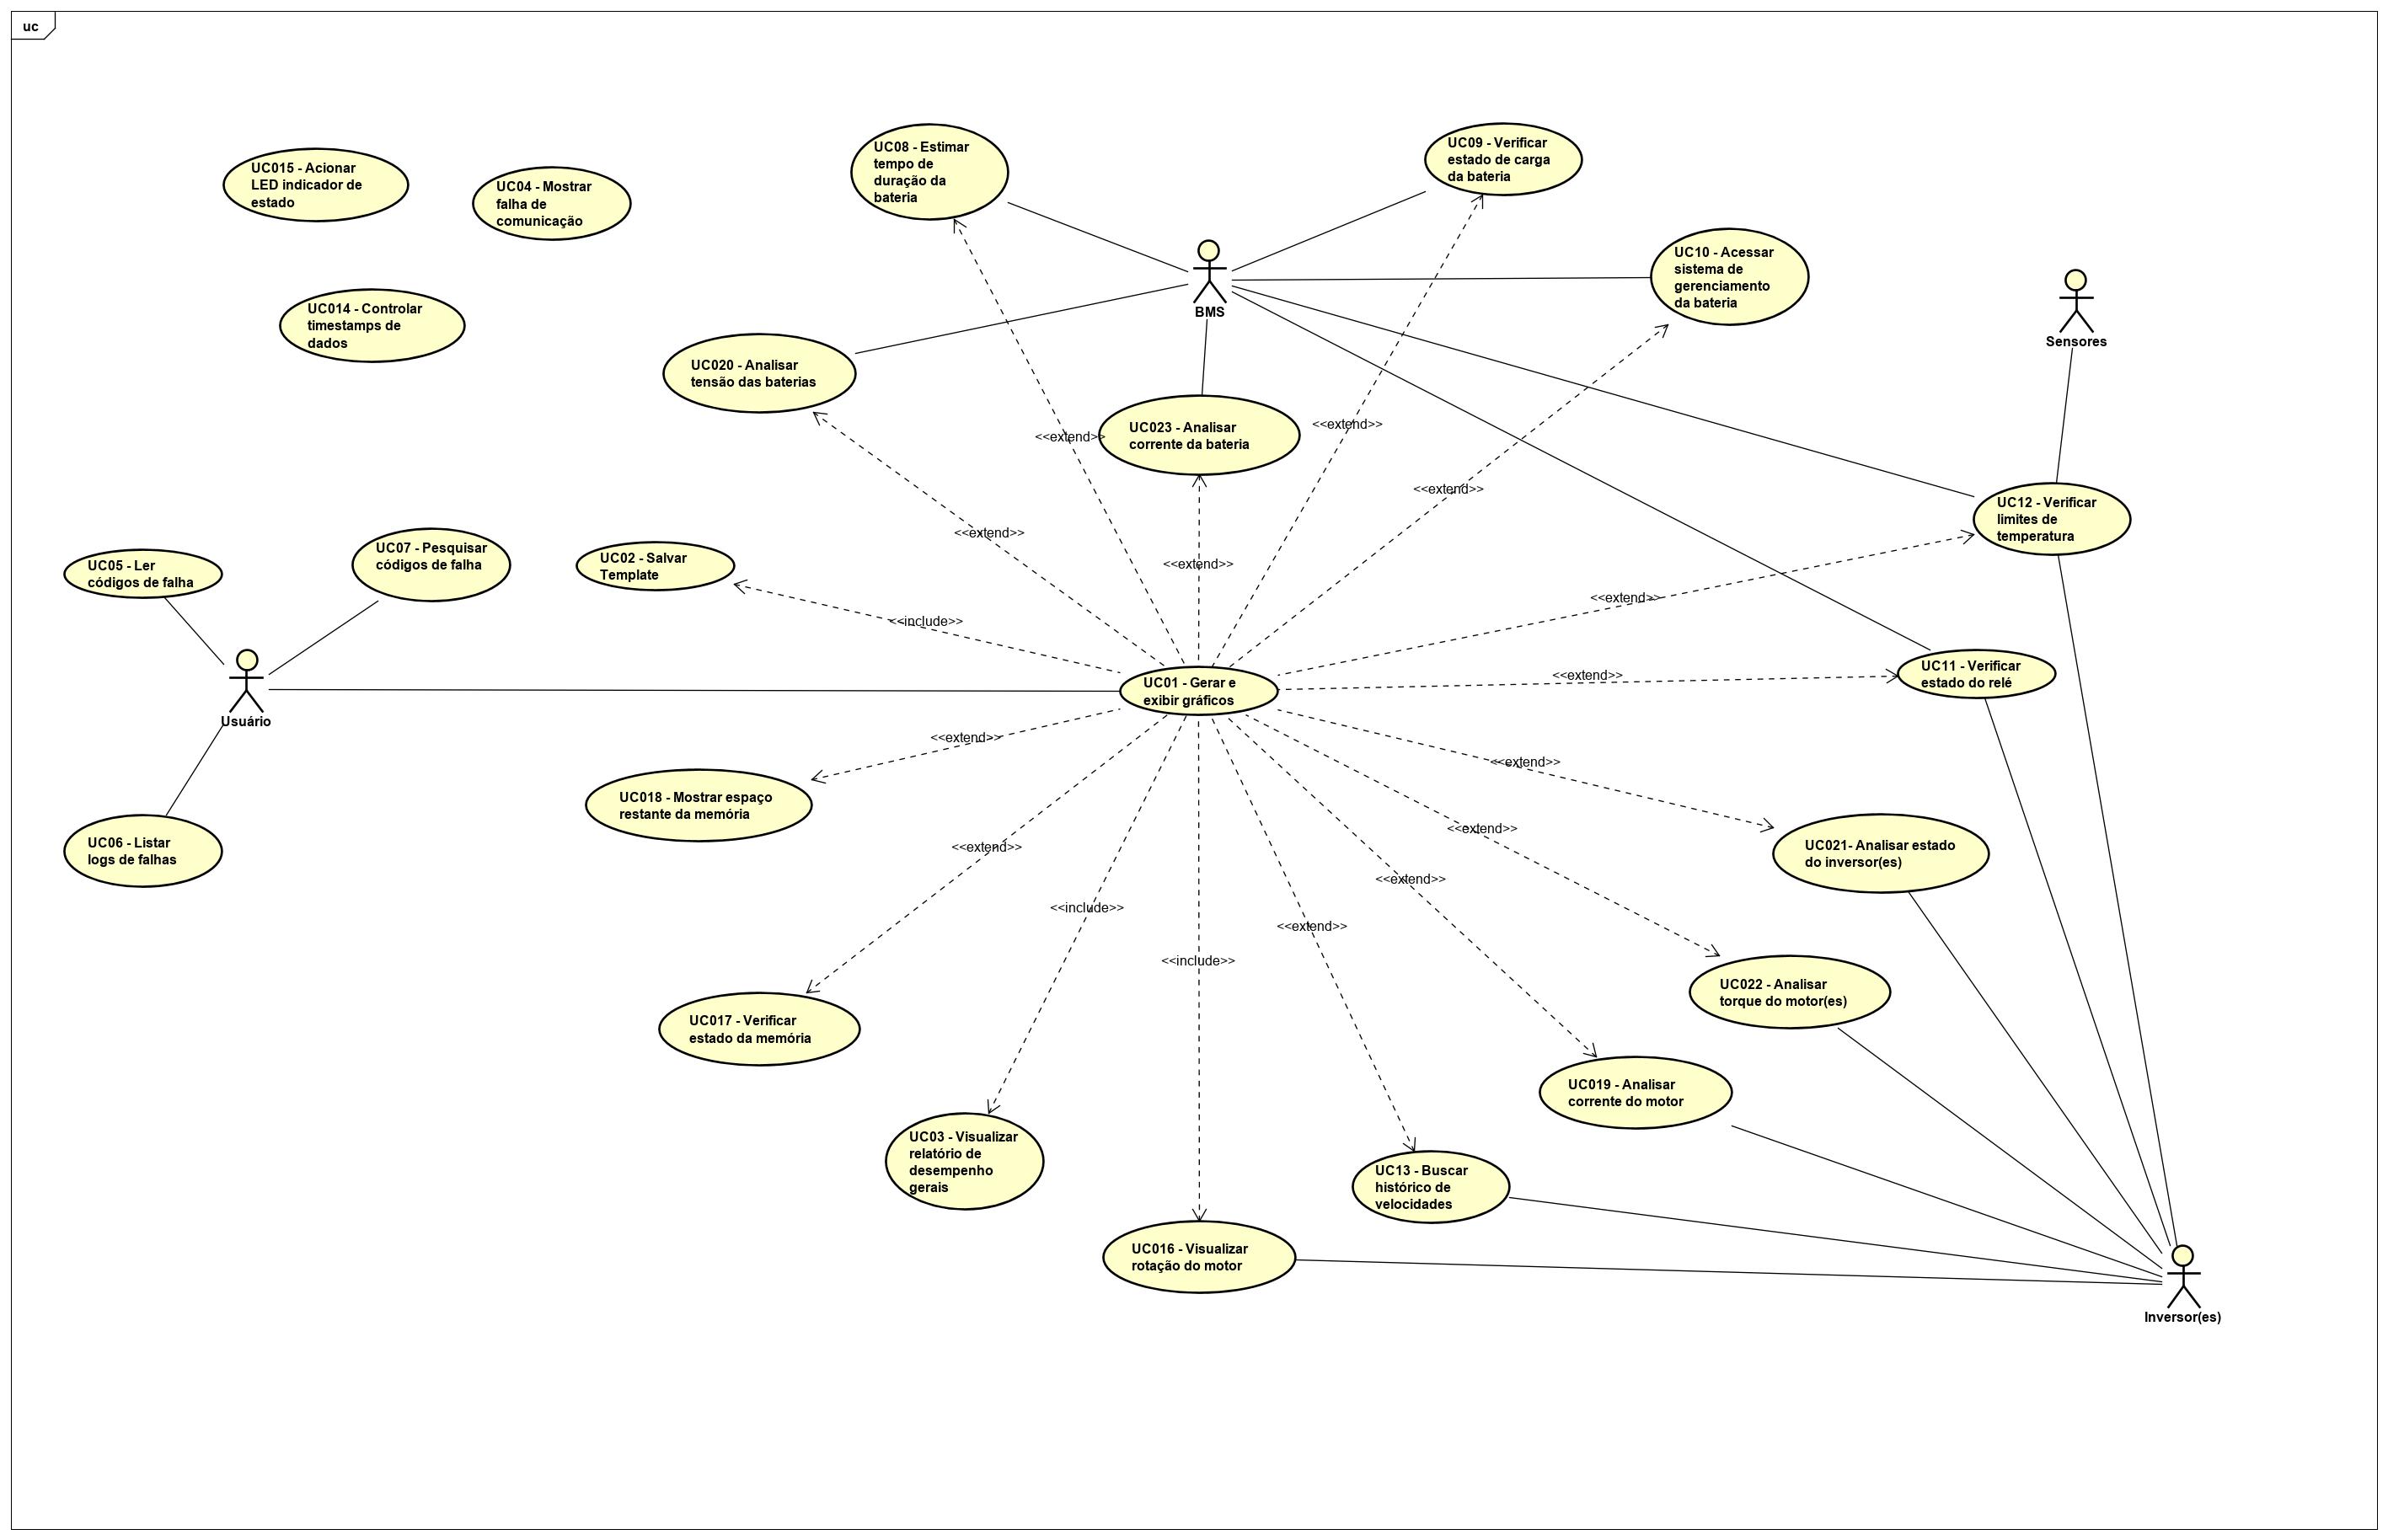 uc
UC015 - Acionar
LED indicador de
estado
UC04 - Mostrar
falha de
comunicação
UC08 - Estimar
tempo de
duração da
bateria
UC09 - Verificar
estado de carga
da bateria
UC10 - Acessar
sistema de
gerenciamento
da bateria
BMS
Sensores
UC014 - Controlar
timestamps de
dados
UC020 - Analisar
tensão das baterias
UC023 - Analisar
corrente da bateria
<<extend>>
<<extend>>
<<extend>>
<<extend>>
<<extend>>
UC12 - Verificar
limites de
temperatura
UC05 - Ler
códigos de falha
UC07 - Pesquisar
códigos de falha
UC02 - Salvar
Template
<<include>>
<<extend>>
Usuário
UC01 - Gerar e
exibir gráficos
<<extend>>
UC11 - Verificar
estado do relé
<<extend>>
<<extend>>
UC018 - Mostrar espaço
restante da memória
UC06 - Listar
logs de falhas
<<extend>>
<<extend>>
UC021- Analisar estado
do inversor(es)
<<extend>>
<<include>>
<<extend>>
<<include>>
UC022 - Analisar
torque do motor(es)
UC017 - Verificar
estado da memória
UC019 - Analisar
corrente do motor
UC03 - Visualizar
relatório de
desempenho
gerais
UC13 - Buscar
histórico de
velocidades
UC016 - Visualizar
rotação do motor
Inversor(es)